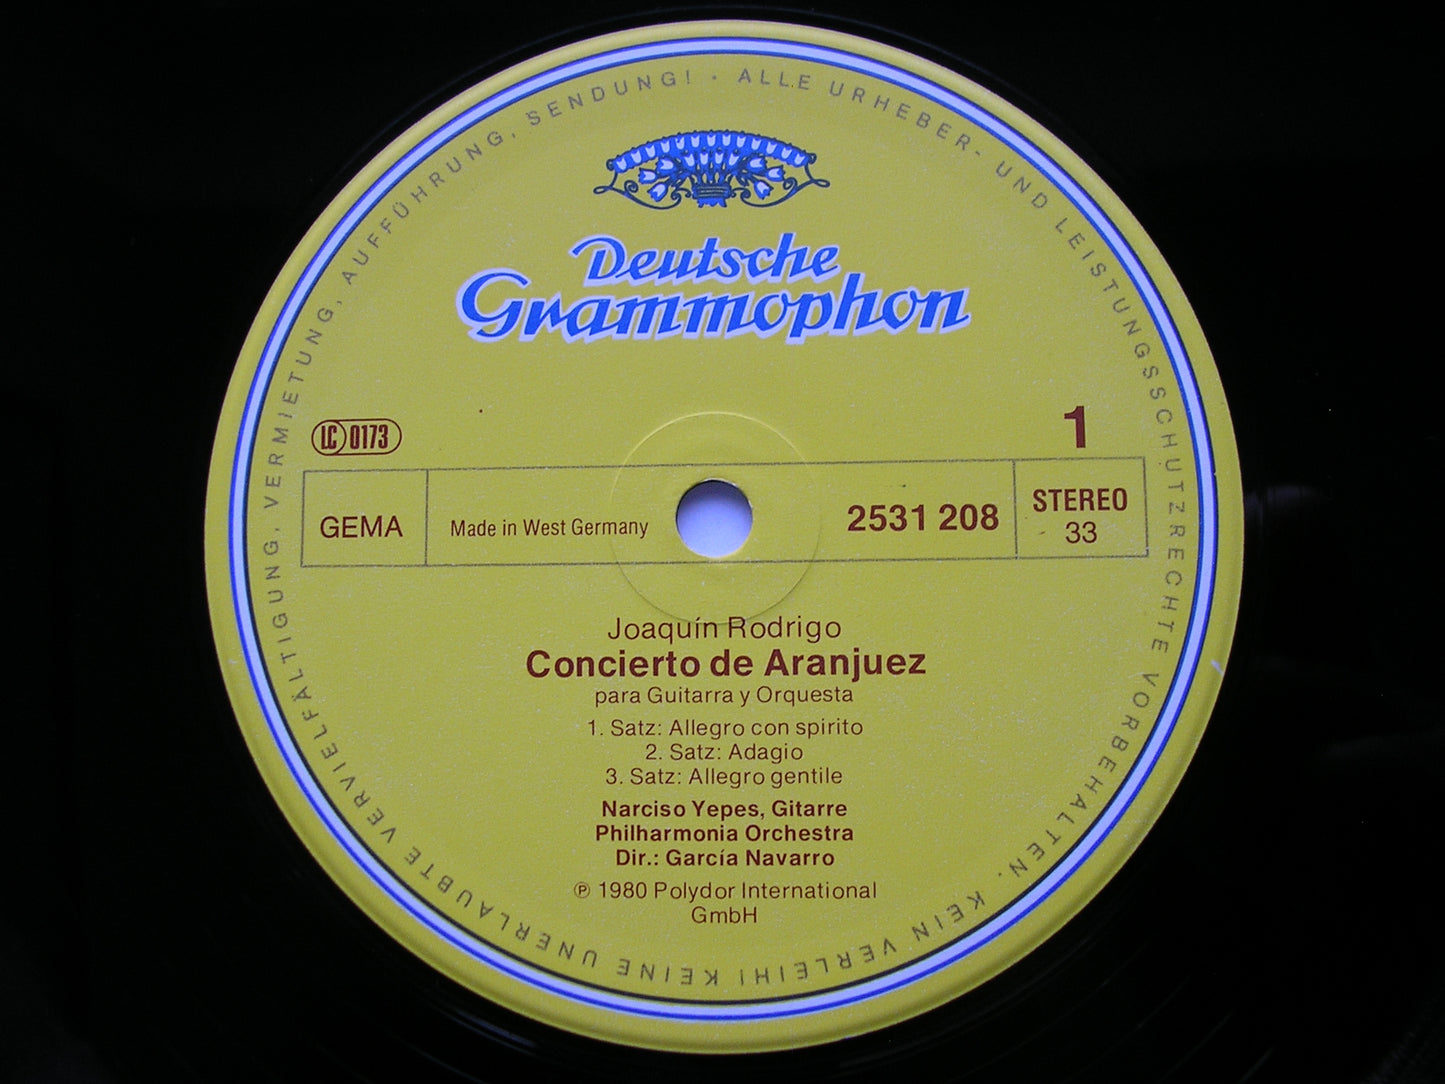 ALLE URHEBER- UND LEISTUNGSSCHUTZRECHTE VORBEHALTEN. KEIN VERLEIH! KEINE UNERLAUBTE VERVIELFÄLTIGUNG, VERMIETUNG, AUFFÜHRUNG, SENDUNG! ·
Deutsche
Grammophon
LC 0173
1
GEMA
Made in West Germany
2531 208
STEREO
33
Joaquín Rodrigo
Concierto de Aranjuez
para Guitarra y Orquesta
1. Satz: Allegro con spirito
2. Satz: Adagio
3. Satz: Allegro gentile
Narciso Yepes, Gitarre
Philharmonia Orchestra
Dir.: García Navarro
℗ 1980 Polydor International
GmbH